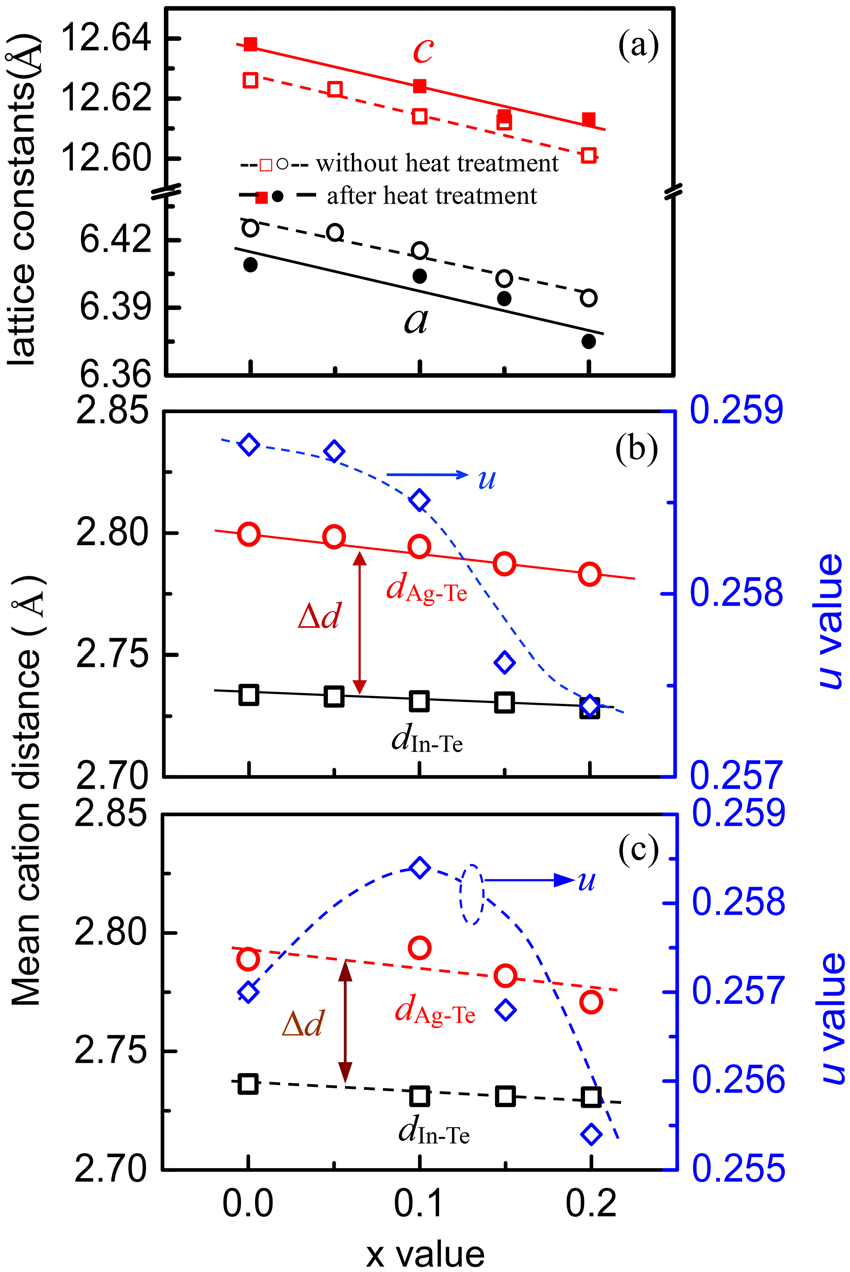 (a)
c
12.64
12.62
12.60
without heat treatment
after heat treatment
6.42
6.39
6.36
a
lattice constants(Å)
(b)
2.85
2.80
2.75
2.70
u
dAg-Te
Δd
dIn-Te
0.259
0.258
0.257
u value
Mean cation distance ( Å)
(c)
2.85
2.80
2.75
2.70
u
dAg-Te
Δd
dIn-Te
0.259
0.258
0.257
0.256
0.255
u value
0.0 0.1 0.2
x value